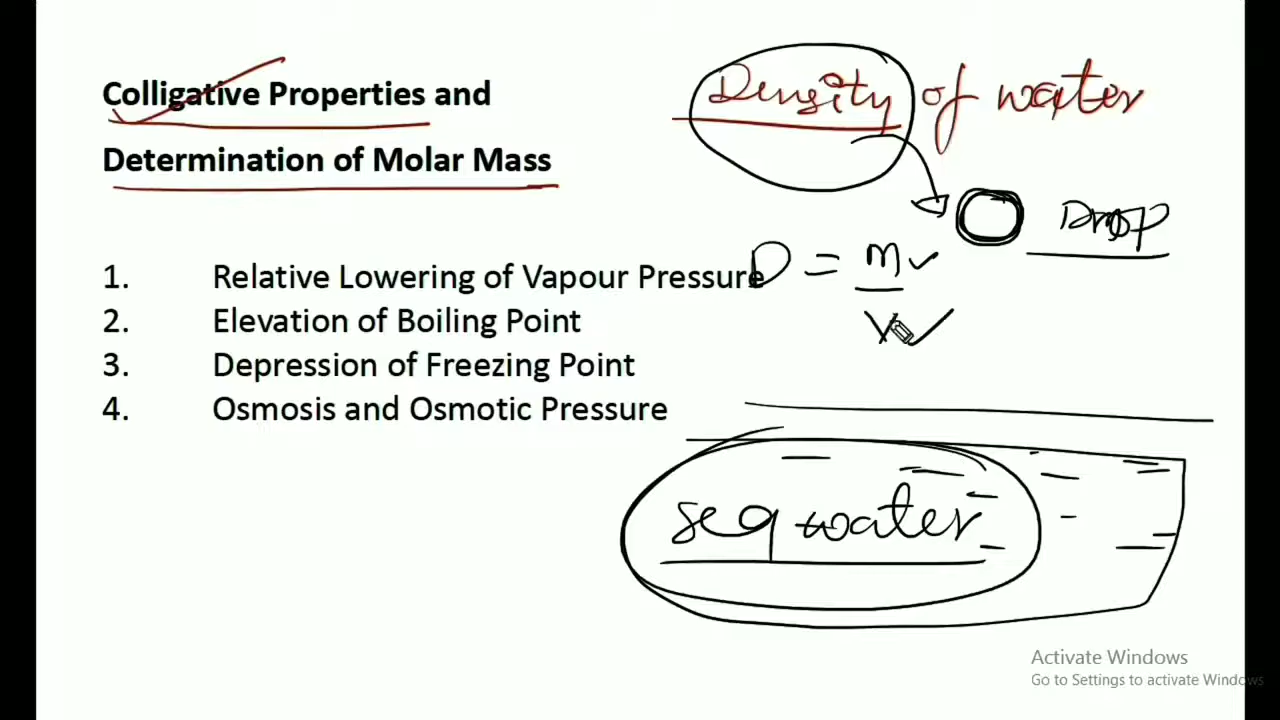 Colligative Properties and
Determination of Molar Mass
1. Relative Lowering of Vapour Pressure
2. Elevation of Boiling Point
3. Depression of Freezing Point
4. Osmosis and Osmotic Pressure
Density of water
Drop
D = m
V
sea water
Activate Windows
Go to Settings to activate Windows.